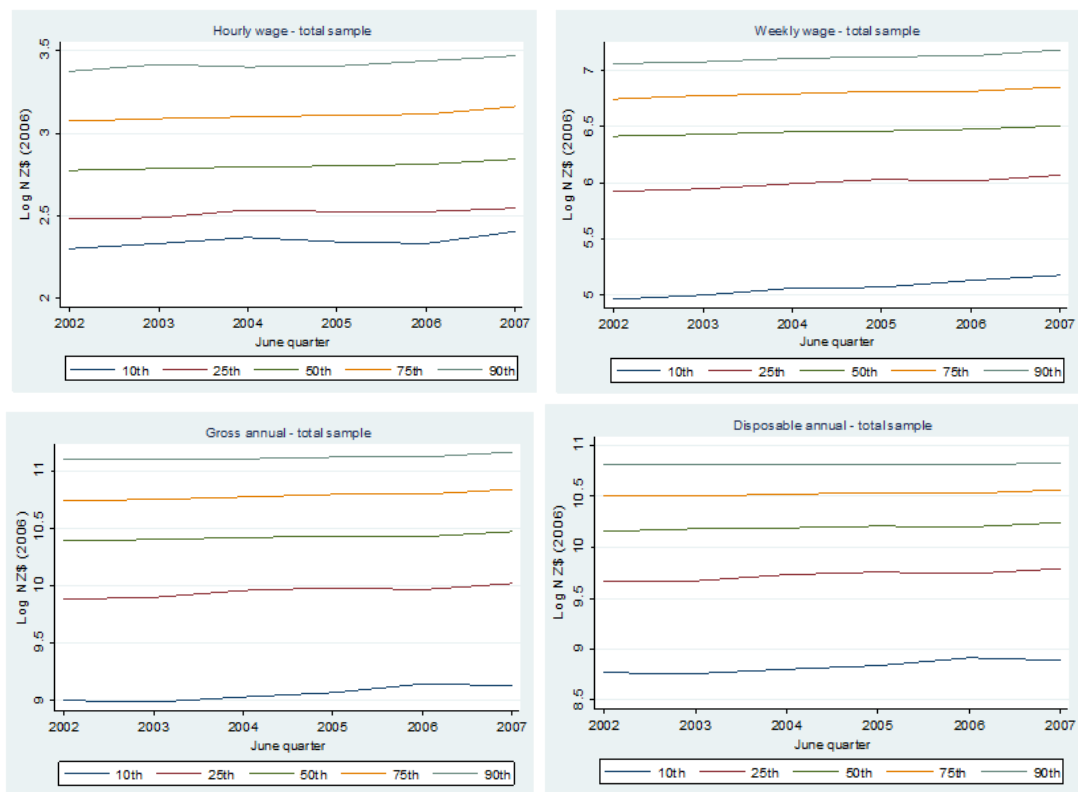 Hourly wage - total sample
Log NZ$ (2006)
3.5
3
2.5
2
2002 2003 2004 2005 2006 2007
June quarter
10th 25th 50th 75th 90th
Weekly wage - total sample
Log NZ$ (2006)
7
6.5
6
5.5
5
2002 2003 2004 2005 2006 2007
June quarter
10th 25th 50th 75th 90th
Gross annual - total sample
Log NZ$ (2006)
11
10.5
10
9.5
9
2002 2003 2004 2005 2006 2007
June quarter
10th 25th 50th 75th 90th
Disposable annual - total sample
Log NZ$ (2006)
11
10.5
10
9.5
9
8.5
2002 2003 2004 2005 2006 2007
June quarter
10th 25th 50th 75th 90th